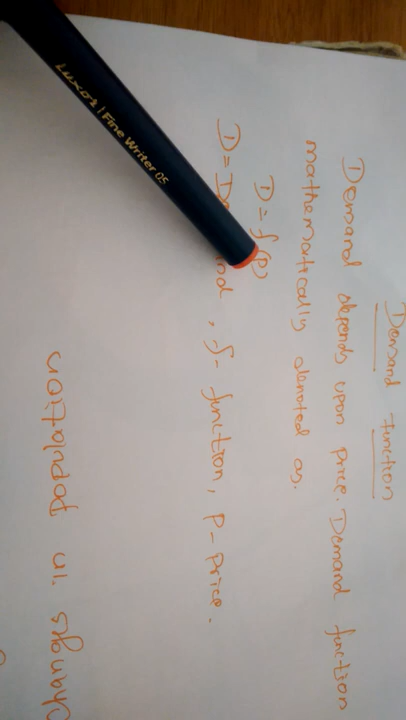 Demand function
Demand depends upon price. Demand function
mathematically denoted as.
D = f(P)
D = Demand, f - function, P - Price.
Changes in population
Luxor | Fine Writer 05